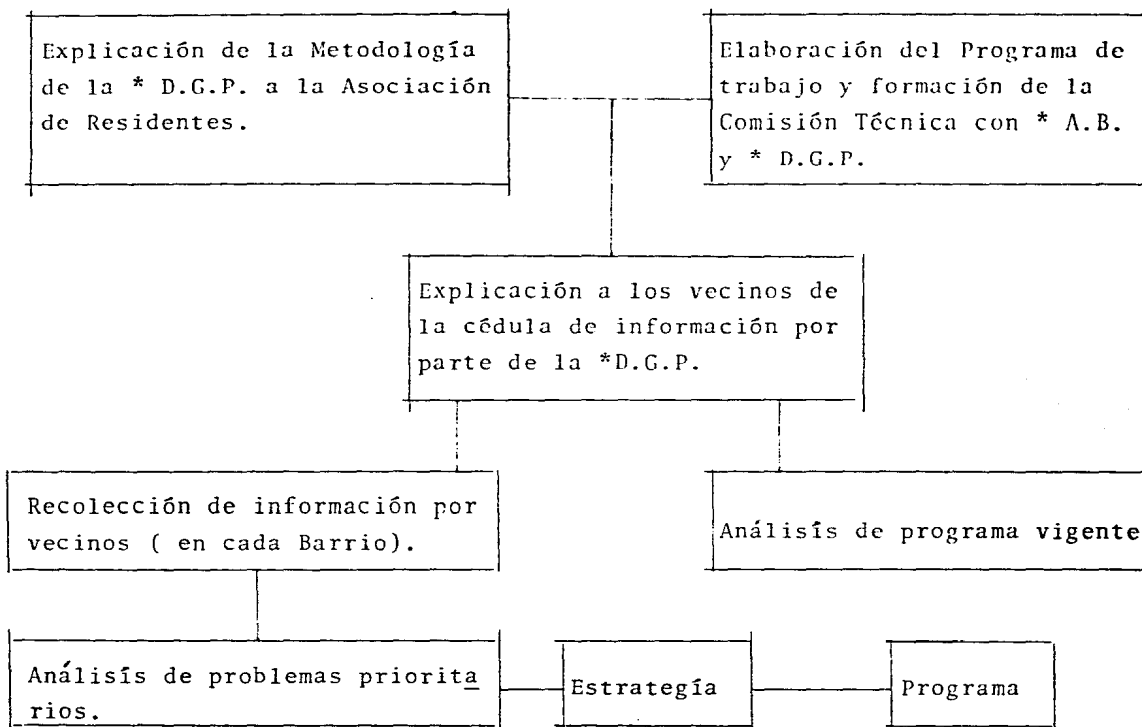 Explicación de la Metodología
de la * D.G.P. a la Asociación
de Residentes.
Elaboración del Programa de
trabajo y formación de la
Comisión Técnica con * A.B.
y * D.G.P.
Explicación a los vecinos de
la cédula de información por
parte de la *D.G.P.
Recolección de información por
vecinos ( en cada Barrio).
Análisis de programa vigente
Análisis de problemas priorita
rios.
Estrategía
Programa